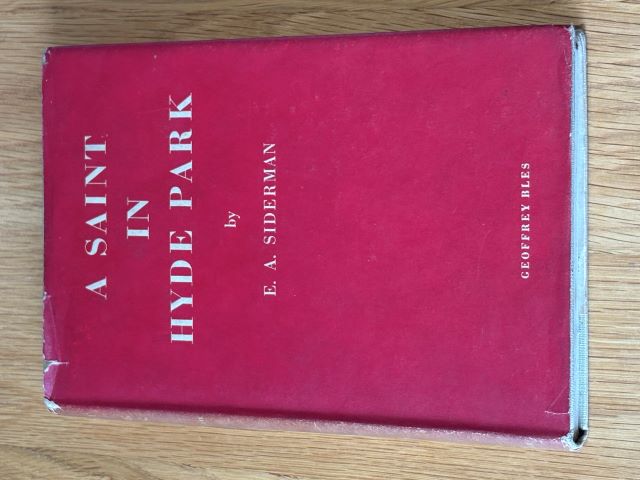 A SAINT
IN
HYDE PARK
by
E. A. SIDERMAN
GEOFFREY BLES